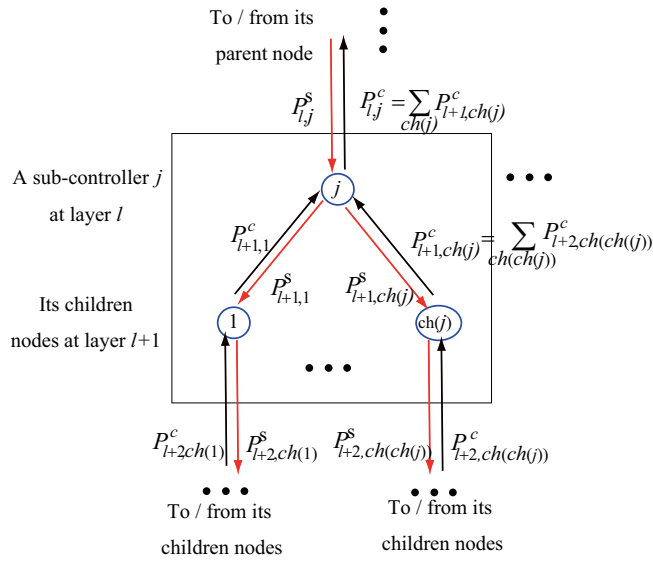 To / from its
parent node
P^s_{l,j}
P^c_{l,j} = ∑_{ch(j)} P^c_{l+1,ch(j)}
A sub-controller j
at layer l
j
P^c_{l+1,1}
P^c_{l+1,ch(j)} = ∑_{ch(ch(j))} P^c_{l+2,ch(ch((j))}
P^s_{l+1,1}
P^s_{l+1,ch(j)}
Its children
nodes at layer l+1
1
ch(j)
P^c_{l+2,ch(1)}
P^s_{l+2,ch(1)}
P^s_{l+2,ch(ch(j))}
P^c_{l+2,ch(ch(j))}
To / from its
children nodes
To / from its
children nodes